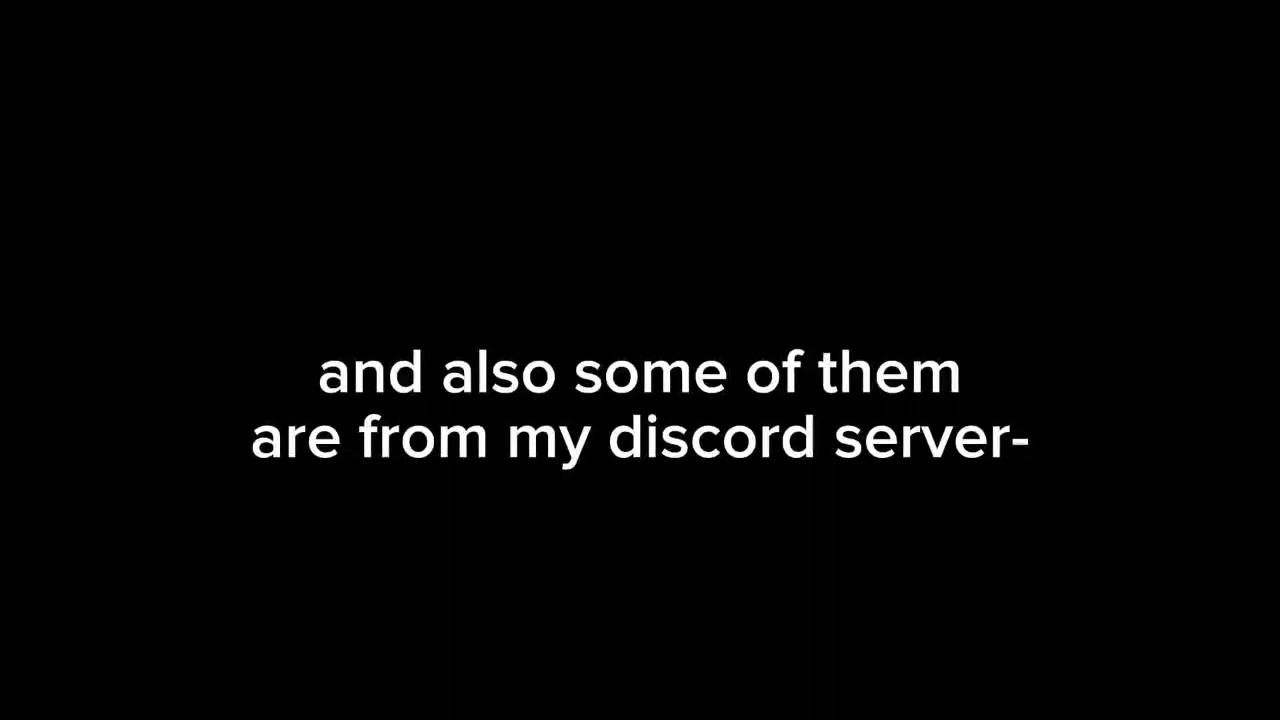 and also some of them
are from my discord server-